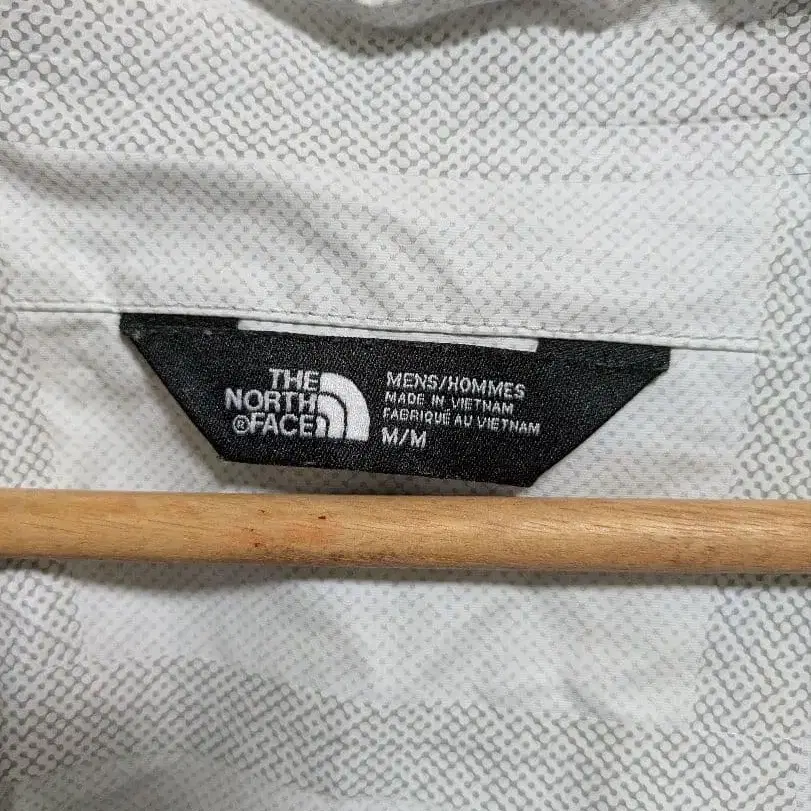 THE
NORTH
®FACE
MENS/HOMMES
MADE IN VIETNAM
FABRIQUÉ AU VIETNAM
M/M